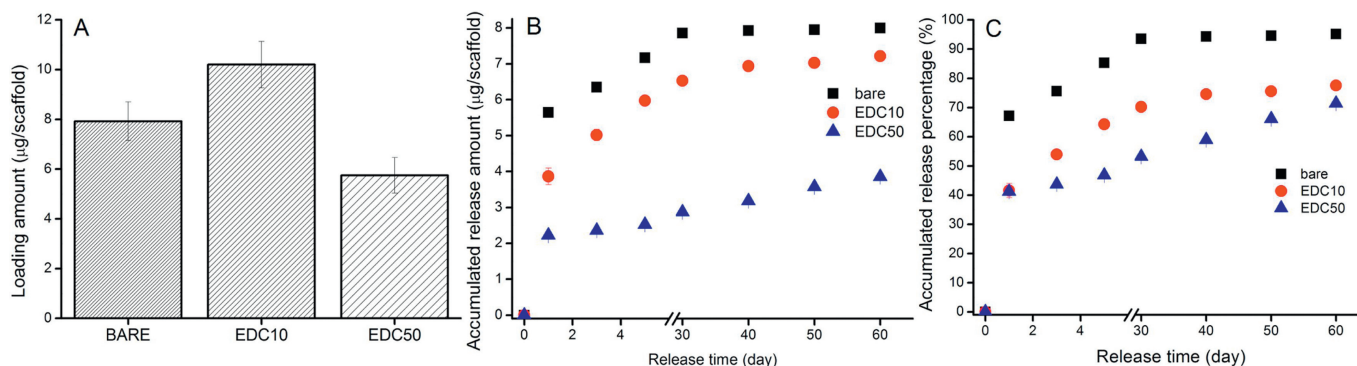 A
Loading amount (μg/scaffold)
12
10
8
6
4
2
0
BARE EDC10 EDC50
B
Accumulated release amount (μg/scaffold)
8
7
6
5
4
3
2
1
0
bare
EDC10
EDC50
0 2 4 30 40 50 60
Release time (day)
C
Accumulated release percentage (%)
100
90
80
70
60
50
40
30
20
10
0
bare
EDC10
EDC50
0 2 4 30 40 50 60
Release time (day)